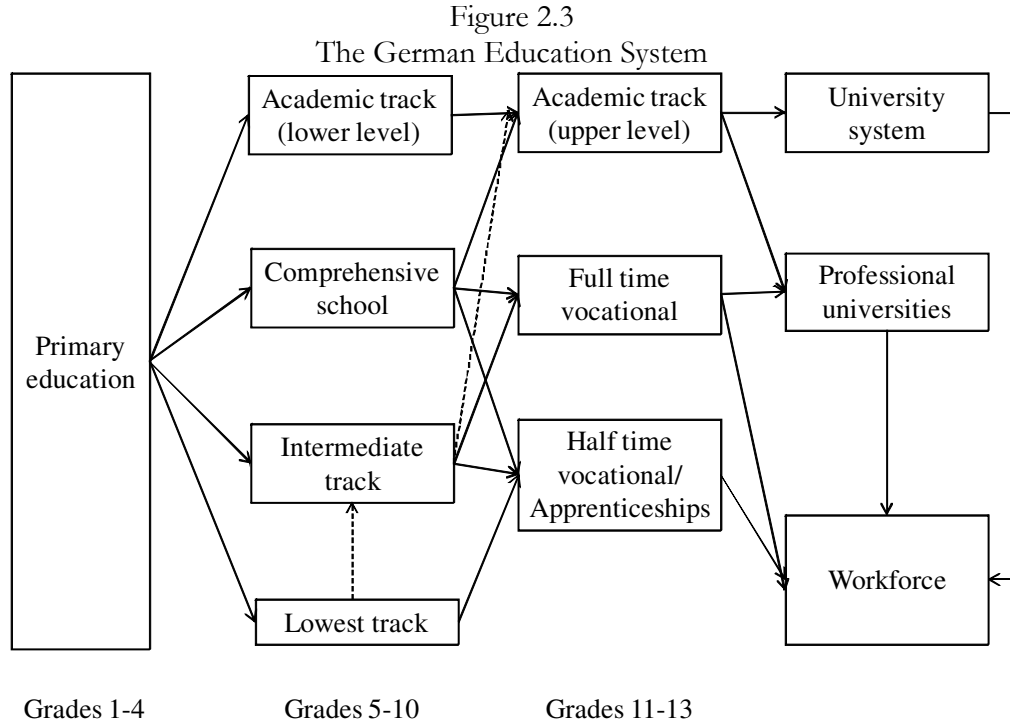 Figure 2.3
The German Education System
Primary
education
Academic track
(lower level)
Comprehensive
school
Intermediate
track
Lowest track
Academic track
(upper level)
Full time
vocational
Half time
vocational/
Apprenticeships
University
system
Professional
universities
Workforce
Grades 1-4
Grades 5-10
Grades 11-13